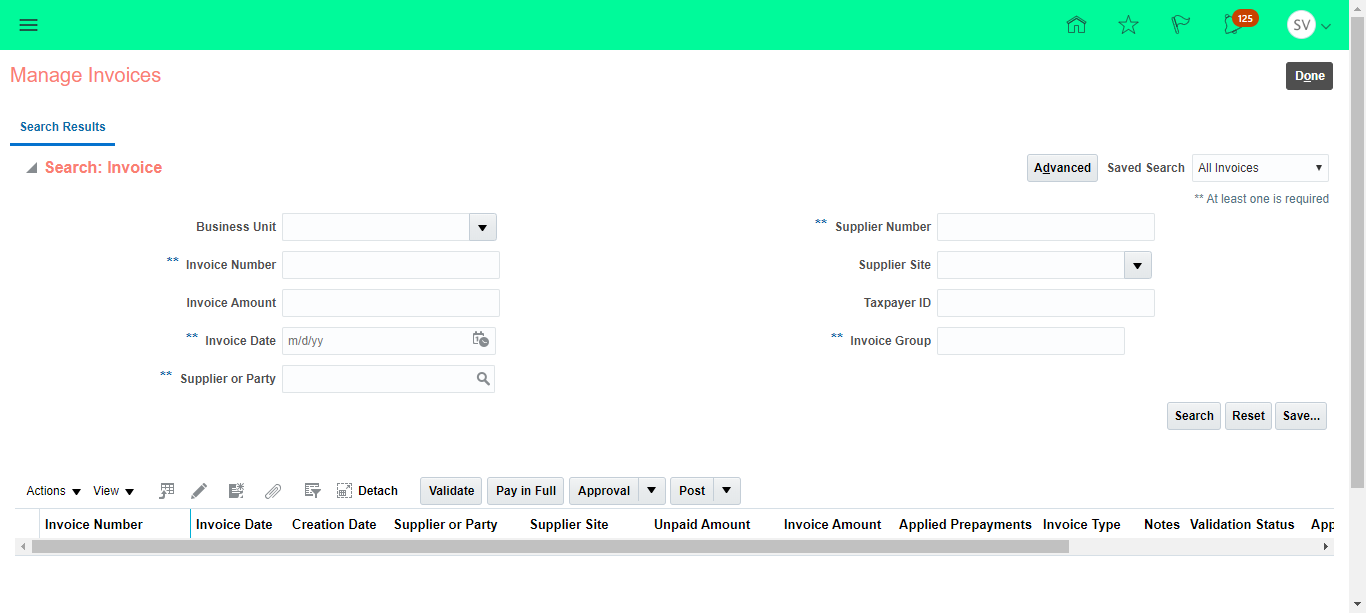 125
SV
Manage Invoices
Done
Search Results
Search: Invoice
Advanced Saved Search All Invoices
** At least one is required
Business Unit
** Supplier Number
** Invoice Number
Supplier Site
Invoice Amount
Taxpayer ID
** Invoice Date m/d/yy
** Invoice Group
** Supplier or Party
Search Reset Save...
Actions View Detach Validate Pay in Full Approval Post
Invoice Number Invoice Date Creation Date Supplier or Party Supplier Site Unpaid Amount Invoice Amount Applied Prepayments Invoice Type Notes Validation Status App